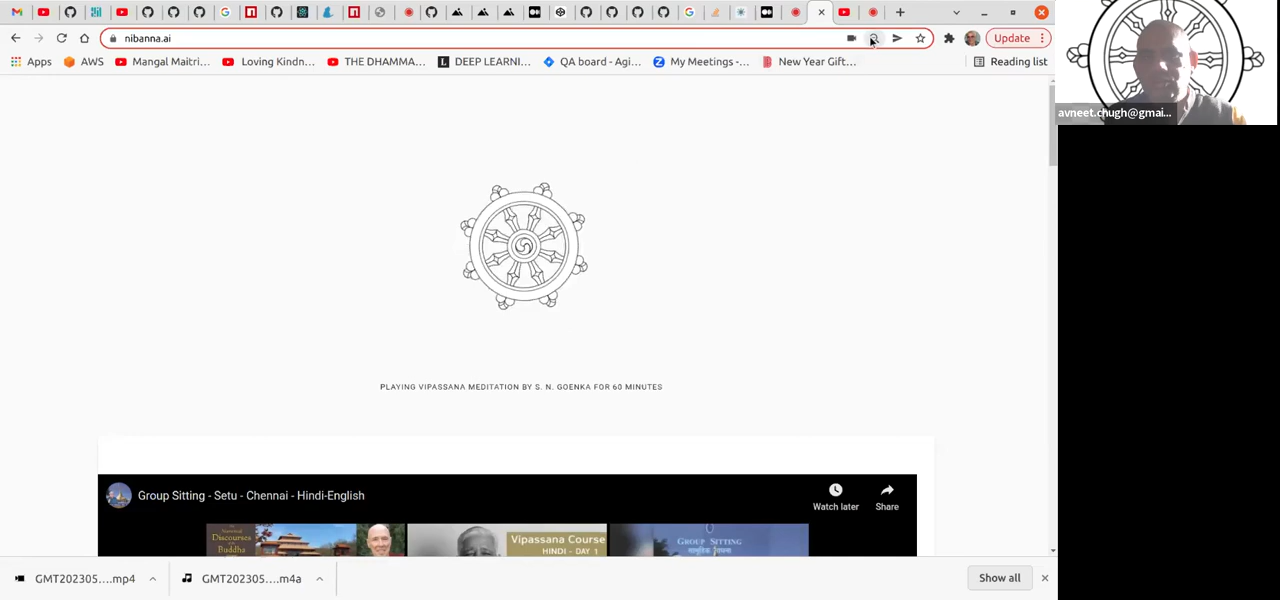 nibanna.ai
Update
Apps
AWS
Mangal Maitri...
Loving Kindn...
THE DHAMMA...
DEEP LEARNI...
QA board - Agi...
My Meetings -...
New Year Gift...
Reading list
avneet.chugh@gmai...
PLAYING VIPASSANA MEDITATION BY S. N. GOENKA FOR 60 MINUTES
Group Sitting - Setu - Chennai - Hindi-English
Watch later
Share
Discourses
of the
Buddha
Vipassana Course
HINDI - DAY 1
GROUP SITTING
GMT202305....mp4
GMT202305....m4a
Show all